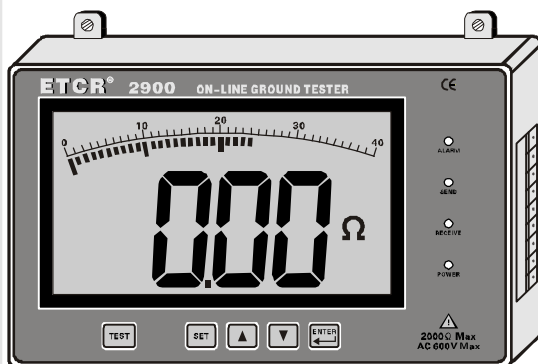 ETCR® 2900 ON-LINE GROUND TESTER
CE
0 10 20 30 40
0.00 Ω
ALARM
SEND
RECEIVE
POWER
TEST SET ▲ ▼ ENTER
2000Ω Max
AC 600V Max